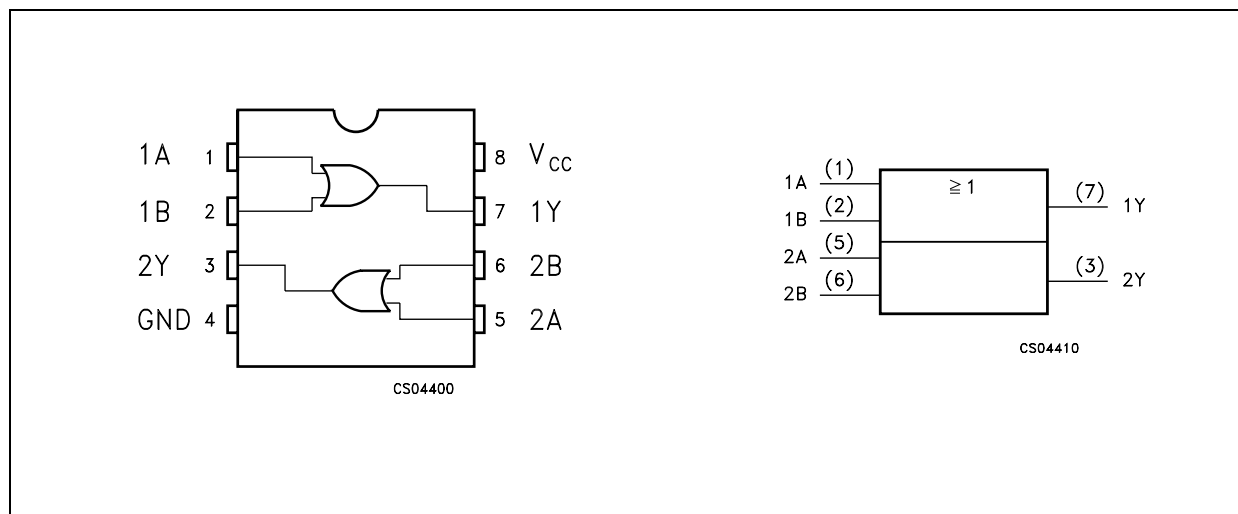 1A 1 8 VCC
1B 2 7 1Y
2Y 3 6 2B
GND 4 5 2A
CS04400
1A (1) ≧ 1 (7) 1Y
1B (2)
2A (5) (3) 2Y
2B (6)
CS04410